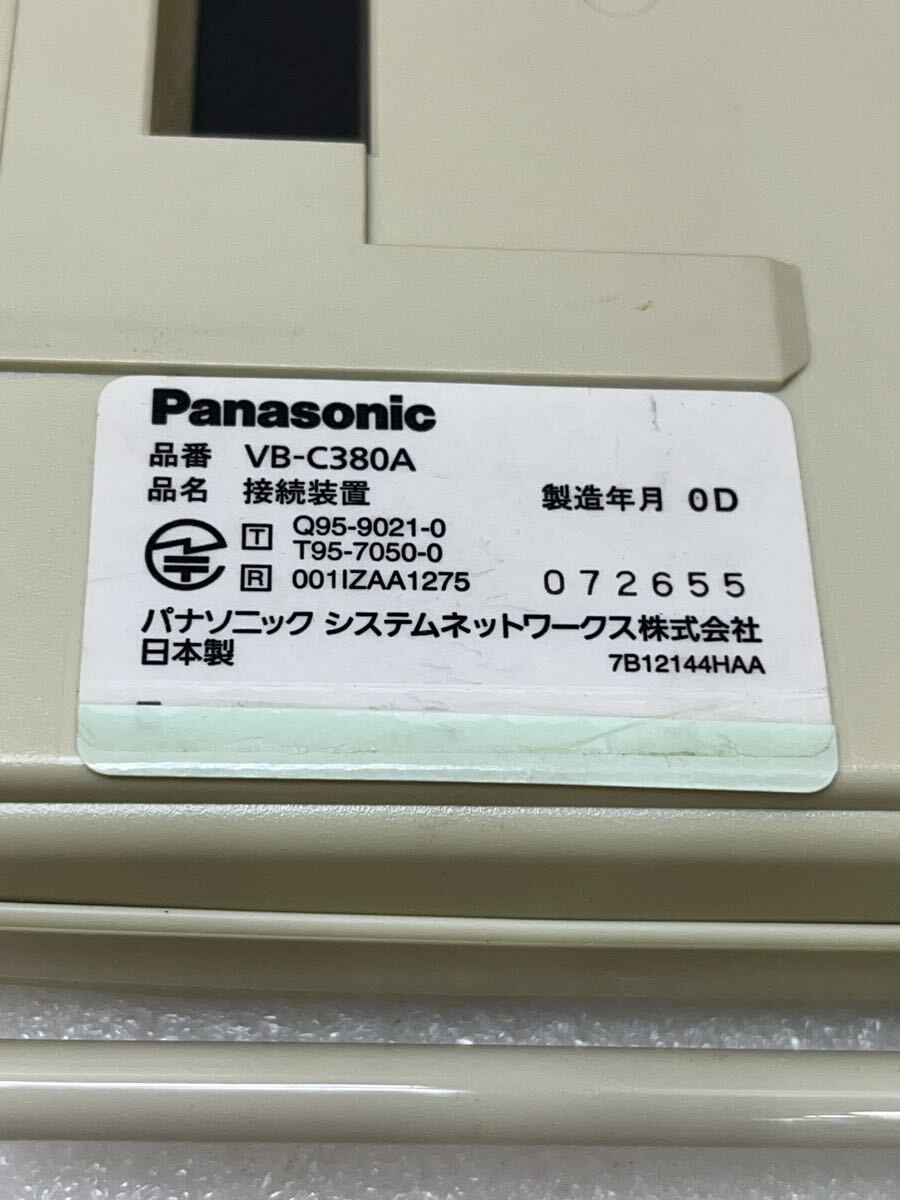 Panasonic
品番 VB-C380A
品名 接続装置 製造年月 0D
T Q95-9021-0
T95-7050-0
R 001IZAA1275 072655
パナソニック システムネットワークス株式会社
日本製 7B12144HAA